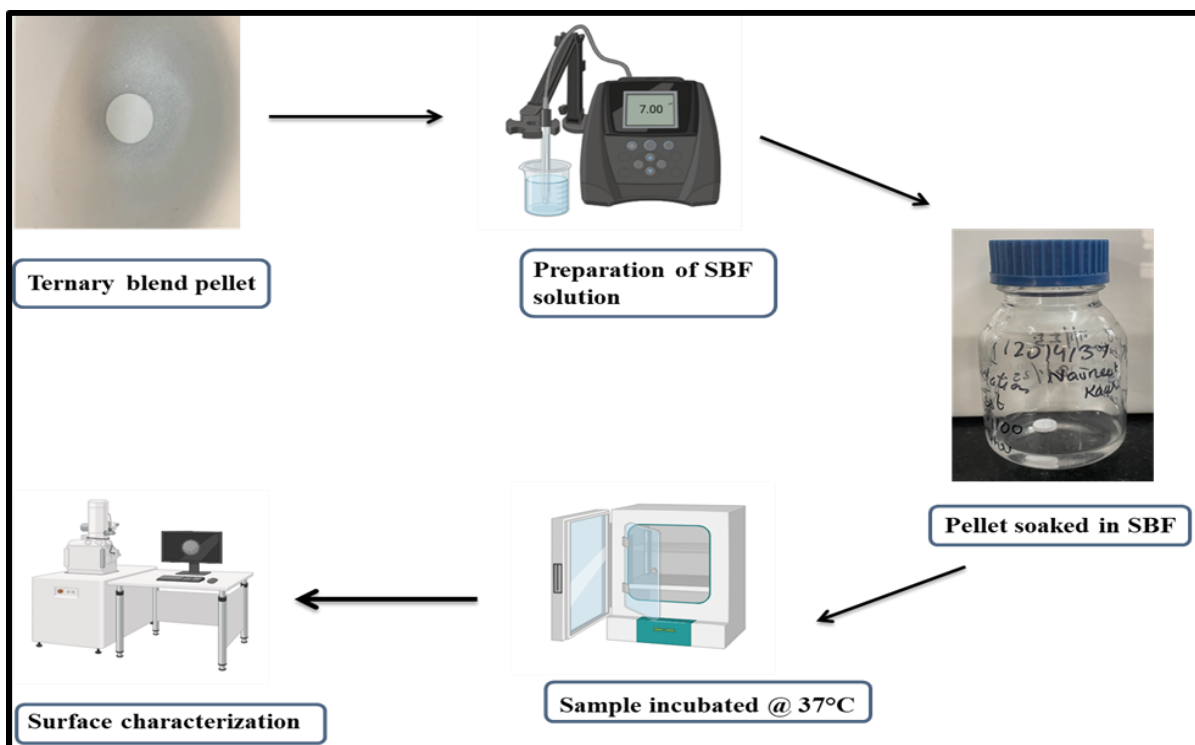 Ternary blend pellet
7.00
Preparation of SBF
solution
Kaur
Pellet soaked in SBF
Sample incubated @ 37°C
Surface characterization